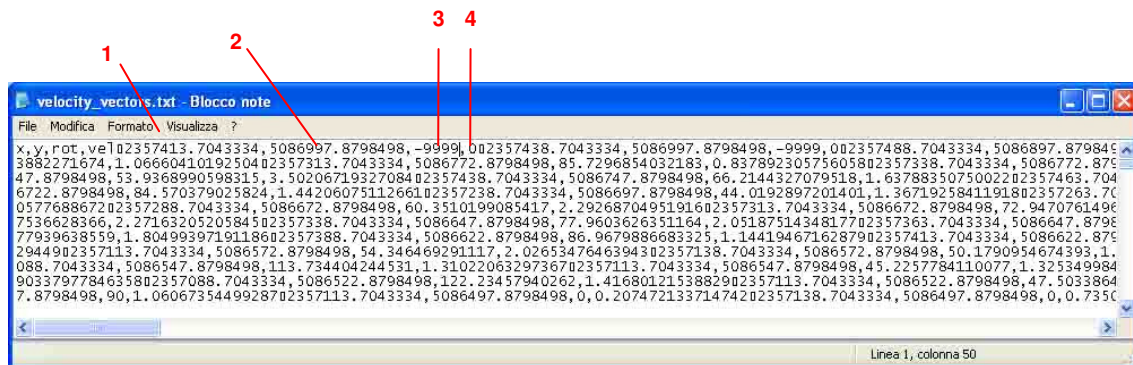 1 2 3 4
velocity_vectors.txt - Blocco note
File Modifica Formato Visualizza ?
x,y,rot,vel▯2357413.7043334,5086997.8798498,-9999,0▯2357438.7043334,5086997.8798498,-9999,0▯2357488.7043334,5086897.87984
3882271674,1.06660410192504▯2357313.7043334,5086772.8798498,85.7296854032183,0.837892305756058▯2357338.7043334,5086772.879
47.8798498,53.9368990598315,3.50206719327084▯2357438.7043334,5086747.8798498,66.2144327079518,1.63788350750022▯2357463.704
6722.8798498,84.570379025824,1.44206075112661▯2357238.7043334,5086697.8798498,44.0192897201401,1.36719258411918▯2357263.70
0577688672▯2357288.7043334,5086672.8798498,60.3510199085417,2.29268704951916▯2357313.7043334,5086672.8798498,72.9470761496
7536628366,2.27163205205845▯2357338.7043334,5086647.8798498,77.9603626351164,2.05187514348177▯2357363.7043334,5086647.8798
77939638559,1.80499397191186▯2357388.7043334,5086622.8798498,86.9679886683325,1.14419467162879▯2357413.7043334,5086622.879
29449▯2357113.7043334,5086572.8798498,54.346469291117,2.02653476463943▯2357138.7043334,5086572.8798498,50.1790954674393,1.
088.7043334,5086547.8798498,113.734404244531,1.31022063297367▯2357113.7043334,5086547.8798498,45.2257784110077,1.325349984
90337977846358▯2357088.7043334,5086522.8798498,122.23457940262,1.41680121538829▯2357113.7043334,5086522.8798498,47.5033864
7.8798498,90,1.06067354499287▯2357113.7043334,5086497.8798498,0,0.207472133714742▯2357138.7043334,5086497.8798498,0,0.7350
Linea 1, colonna 50